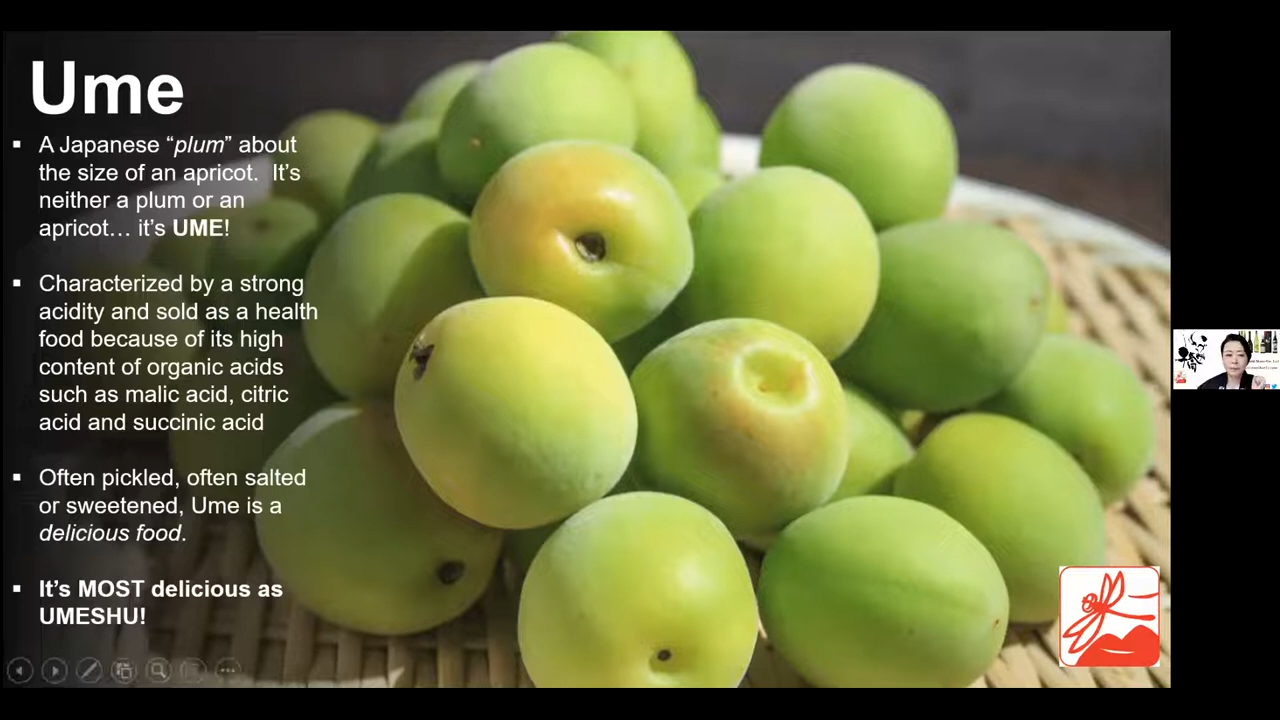 Ume
▪ A Japanese “plum” about
the size of an apricot.  It’s
neither a plum or an
apricot… it’s UME!
▪ Characterized by a strong
acidity and sold as a health
food because of its high
content of organic acids
such as malic acid, citric
acid and succinic acid
▪ Often pickled, often salted
or sweetened, Ume is a
delicious food.
▪ It’s MOST delicious as
UMESHU!